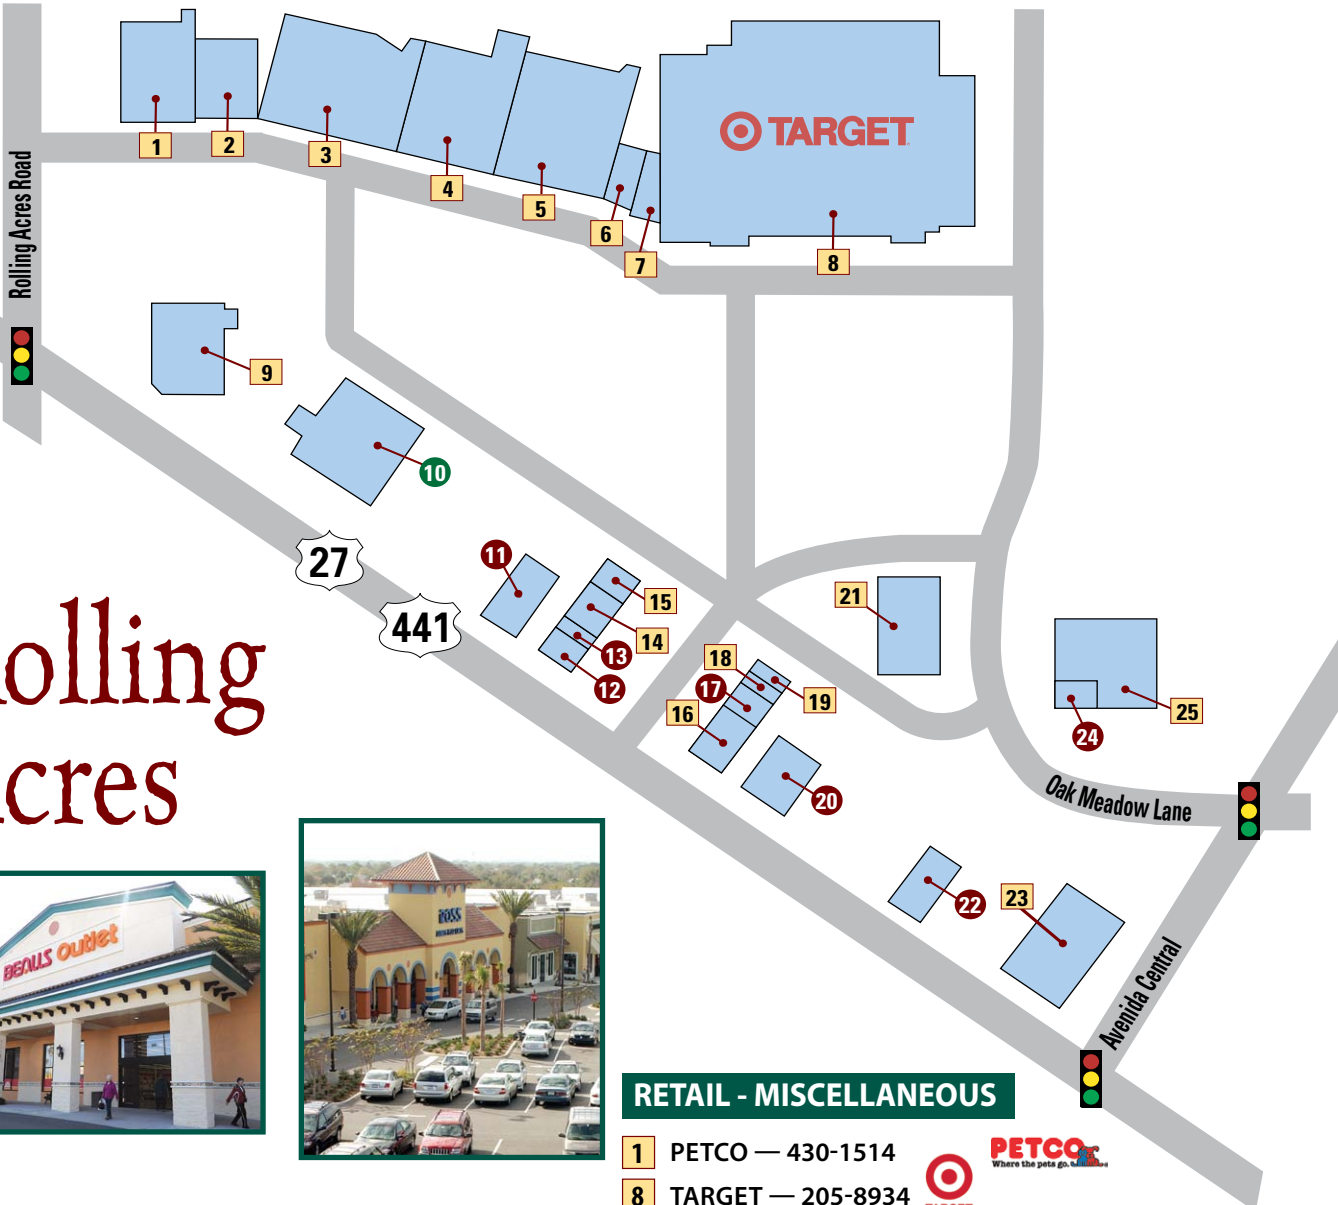 TARGET
1
2
3
4
5
6
7
8
Rolling Acres Road
9
10
27
441
11
15
14
13
12
21
18
17
19
16
20
25
24
Oak Meadow Lane
22
23
Avenida Central
olling
cres
BEALLS Outlet
ROSS
RETAIL - MISCELLANEOUS
1 PETCO — 430-1514
PETCO
Where the pets go.
8 TARGET — 205-8934